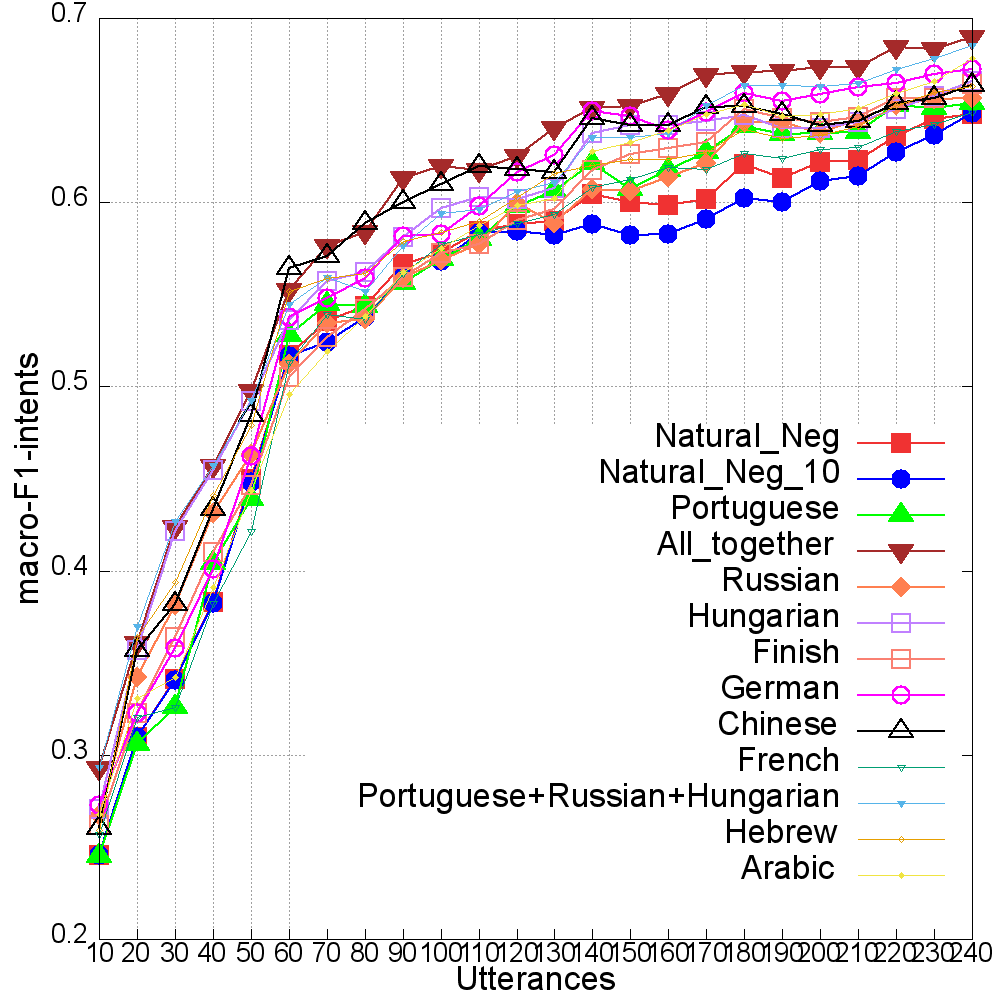 0.7
0.6
0.5
0.4
0.3
0.2
macro-F1-intents
Natural_Neg
Natural_Neg_10
Portuguese
All_together
Russian
Hungarian
Finish
German
Chinese
French
Portuguese+Russian+Hungarian
Hebrew
Arabic
10 20 30 40 50 60 70 80 90 100 110 120 130 140 150 160 170 180 190 200 210 220 230 240
Utterances